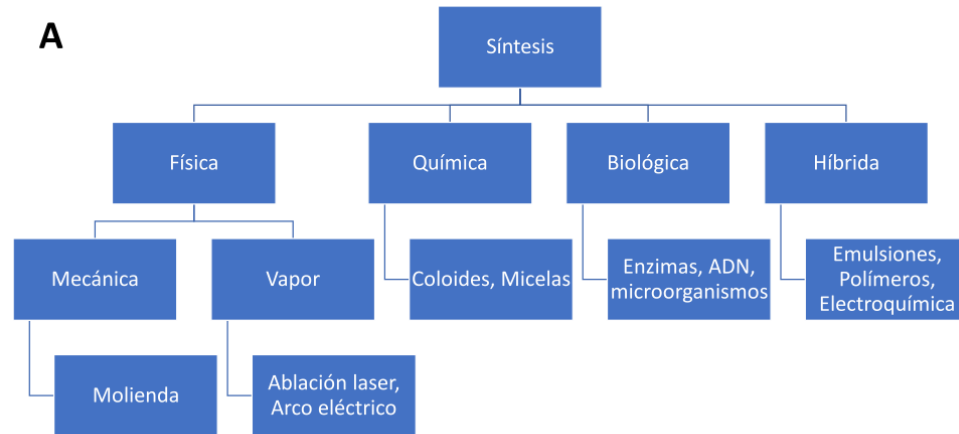 A
Síntesis
Física
Química
Biológica
Híbrida
Mecánica
Vapor
Coloides, Micelas
Enzimas, ADN,
microorganismos
Emulsiones,
Polímeros,
Electroquímica
Molienda
Ablación laser,
Arco eléctrico